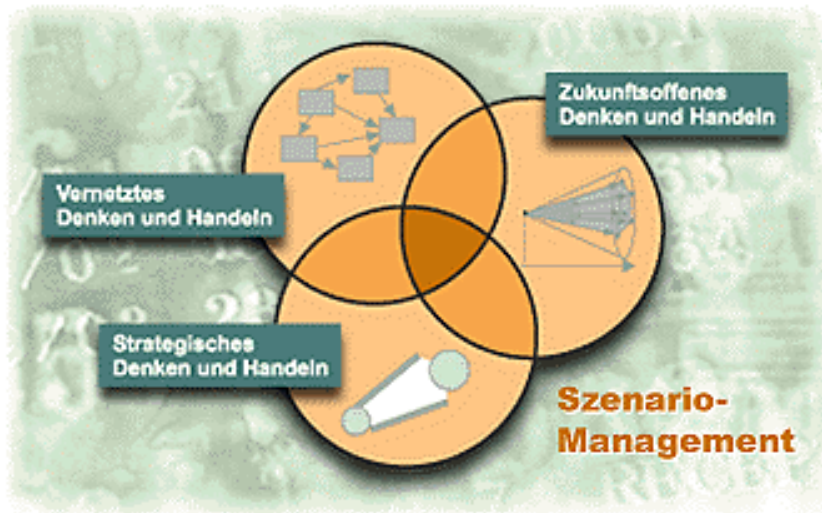 Zukunftsoffenes
Denken und Handeln
Vernetztes
Denken und Handeln
Strategisches
Denken und Handeln
Szenario-
Management